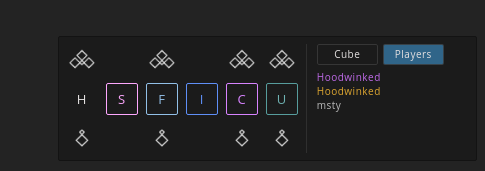 Cube Players
Hoodwinked
Hoodwinked
msty
H S F I C U